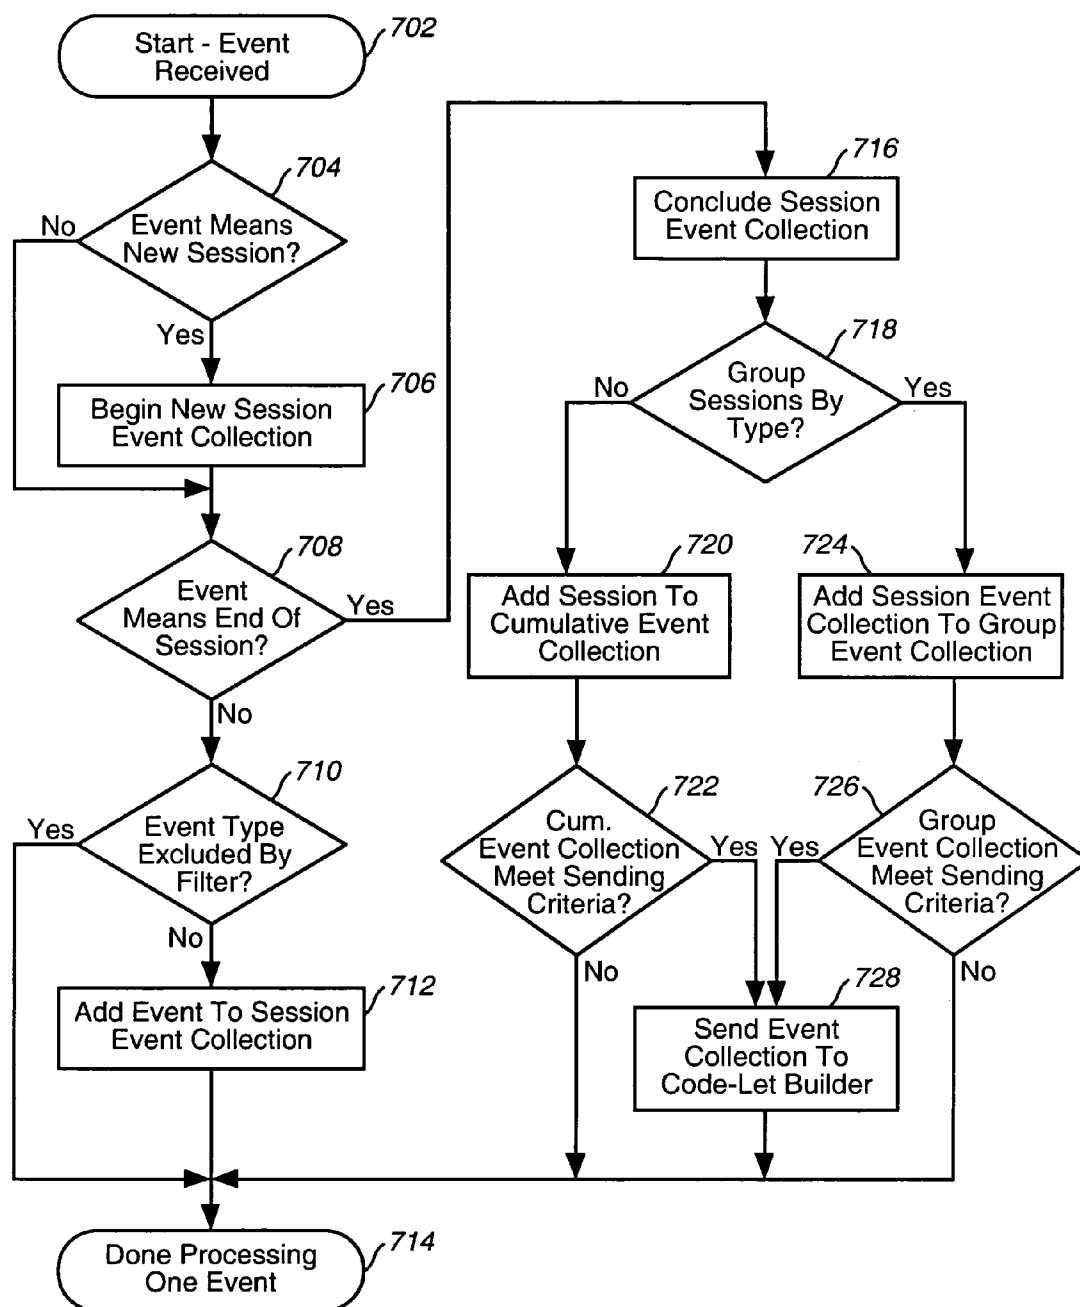 Start - Event
Received
702
704
Event Means
New Session?
No
Yes
706
Begin New Session
Event Collection
708
Event
Means End Of
Session?
Yes
No
710
Event Type
Excluded By
Filter?
Yes
No
712
Add Event To Session
Event Collection
Done Processing
One Event
714
716
Conclude Session
Event Collection
718
Group
Sessions By
Type?
No
Yes
720
Add Session To
Cumulative Event
Collection
724
Add Session Event
Collection To Group
Event Collection
722
Cum.
Event Collection
Meet Sending
Criteria?
Yes
No
726
Group
Event Collection
Meet Sending
Criteria?
Yes
No
728
Send Event
Collection To
Code-Let Builder